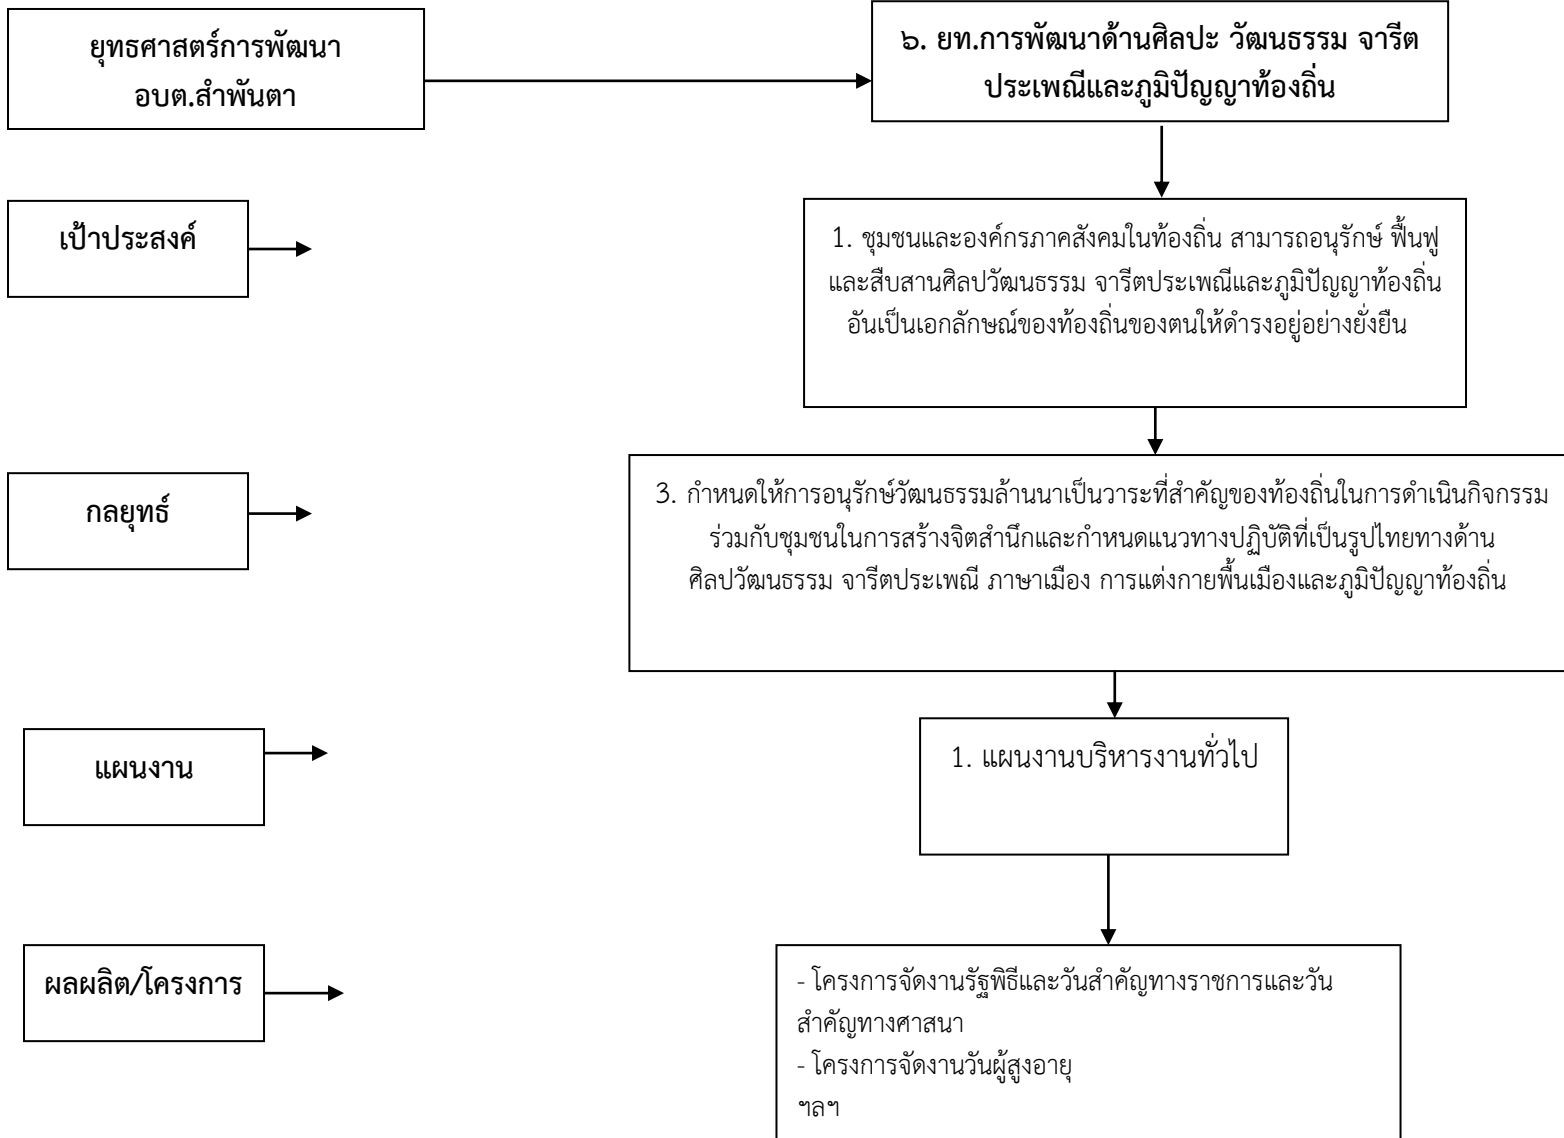 ยุทธศาสตร์การพัฒนา
อบต.สำพันตา
๖. ยท.การพัฒนาด้านศิลปะ วัฒนธรรม จารีต
ประเพณีและภูมิปัญญาท้องถิ่น
เป้าประสงค์
1. ชุมชนและองค์กรภาคสังคมในท้องถิ่น สามารถอนุรักษ์ ฟื้นฟู
และสืบสานศิลปวัฒนธรรม จารีตประเพณีและภูมิปัญญาท้องถิ่น
อันเป็นเอกลักษณ์ของท้องถิ่นของตนให้ดำรงอยู่อย่างยั่งยืน
กลยุทธ์
3. กำหนดให้การอนุรักษ์วัฒนธรรมล้านนาเป็นวาระที่สำคัญของท้องถิ่นในการดำเนินกิจกรรม
ร่วมกับชุมชนในการสร้างจิตสำนึกและกำหนดแนวทางปฏิบัติที่เป็นรูปไทยทางด้าน
ศิลปวัฒนธรรม จารีตประเพณี ภาษาเมือง การแต่งกายพื้นเมืองและภูมิปัญญาท้องถิ่น
แผนงาน
1. แผนงานบริหารงานทั่วไป
ผลผลิต/โครงการ
- โครงการจัดงานรัฐพิธีและวันสำคัญทางราชการและวัน
สำคัญทางศาสนา
- โครงการจัดงานวันผู้สูงอายุ
ฯลฯ